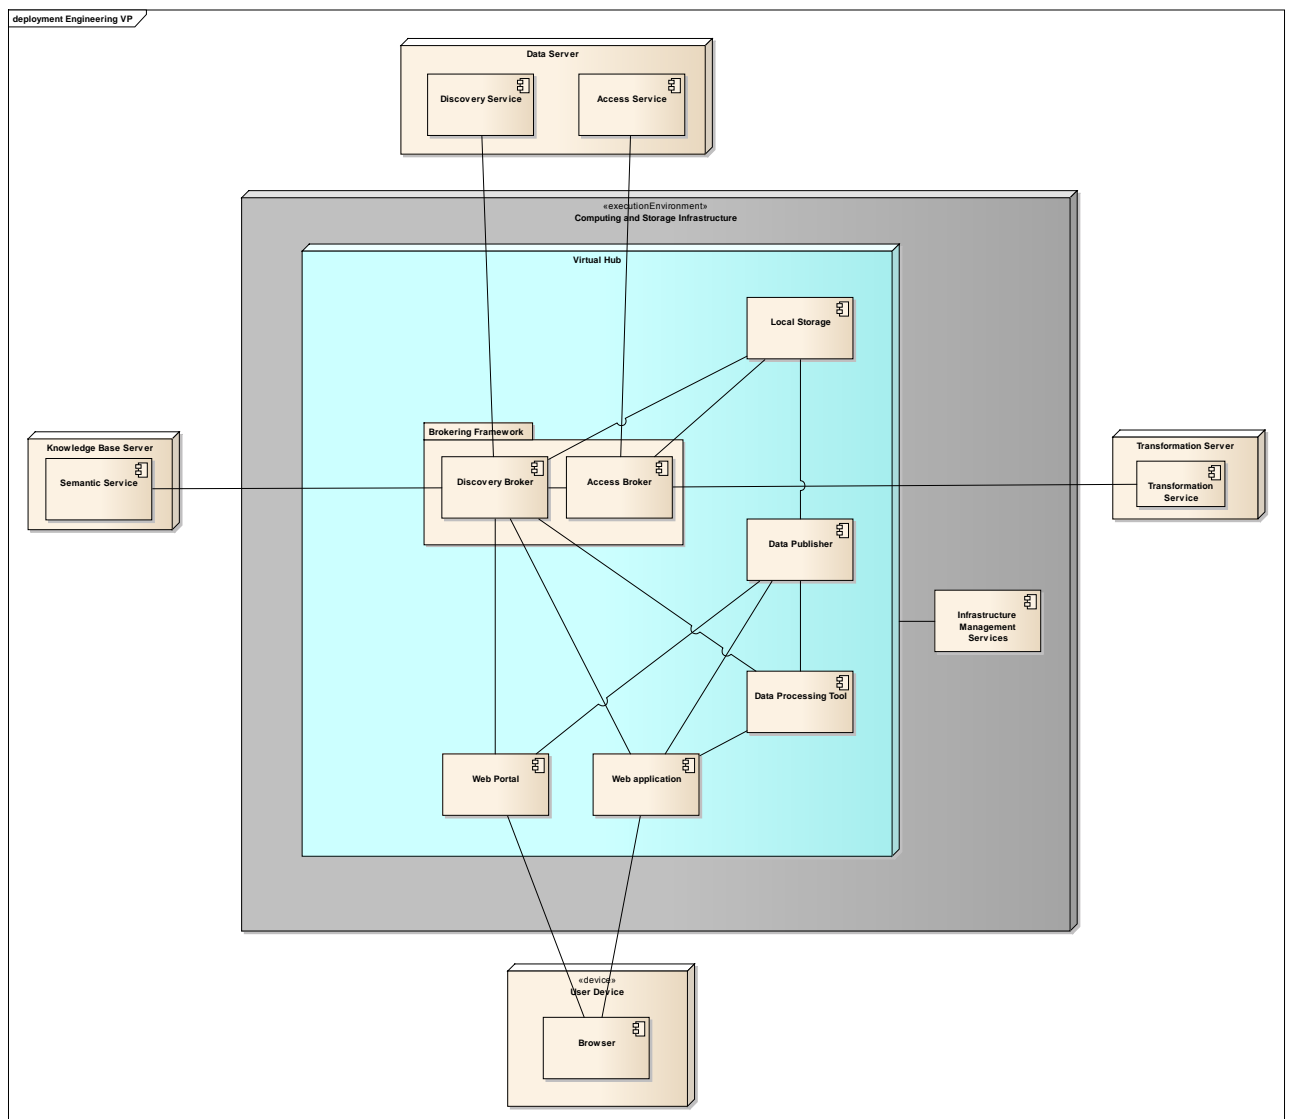 deployment Engineering VP
Data Server
Discovery Service
Access Service
«executionEnvironment»
Computing and Storage Infrastructure
Virtual Hub
Local Storage
Brokering Framework
Knowledge Base Server
Transformation Server
Semantic Service
Discovery Broker
Access Broker
Transformation
Service
Data Publisher
Infrastructure
Management
Services
Data Processing Tool
Web Portal
Web application
«device»
User Device
Browser